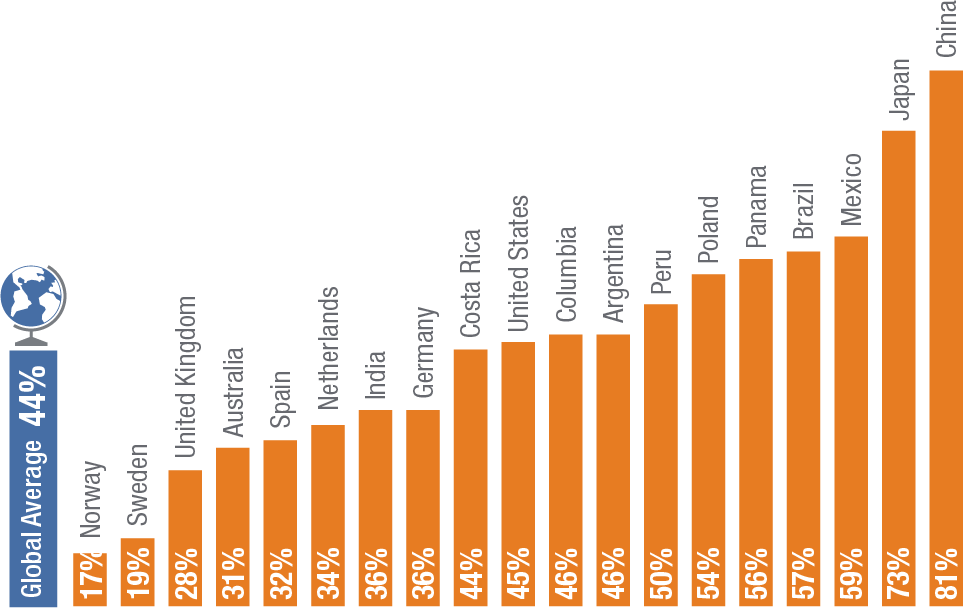 Global Average 44%
Norway 17%
Sweden 19%
United Kingdom 28%
Australia 31%
Spain 32%
Netherlands 34%
India 36%
Germany 36%
Costa Rica 44%
United States 45%
Columbia 46%
Argentina 46%
Peru 50%
Poland 54%
Panama 56%
Brazil 57%
Mexico 59%
Japan 73%
China 81%